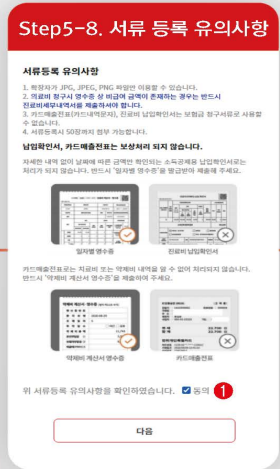 Step5-8. 서류 등록 유의사항
서류등록 유의사항
1. 확장자가 JPG, JPEG, PNG 파일만 이용할 수 있습니다.
2. 의료비 청구시 영수증 상 비급여 금액이 존재하는 경우는 반드시
진료비세부내역서를 제출하셔야 합니다.
3. 카드매출전표(카드내역문자), 진료비 납입확인서는 보험금 청구서류로 사용할
수 없습니다.
4. 서류등록시 50장까지 첨부 가능합니다.
납입확인서, 카드매출전표는 보상처리 되지 않습니다.
자세한 내역 없이 날짜에 따른 금액만 확인되는 소득공제용 납입확인서로는
처리가 되지 않습니다. 반드시 '일자별 영수증'을 발급받아 제출해 주세요.
일자별 영수증
진료비 납입확인서
카드매출전표로는 치료비 또는 약제비 내역을 알 수 없어 처리되지 않습니다.
반드시 '약제비 계산서 영수증'을 제출하여 주세요.
약제비 계산서 영수증
카드매출전표
위 서류등록 유의사항을 확인하였습니다. 동의 1
다음